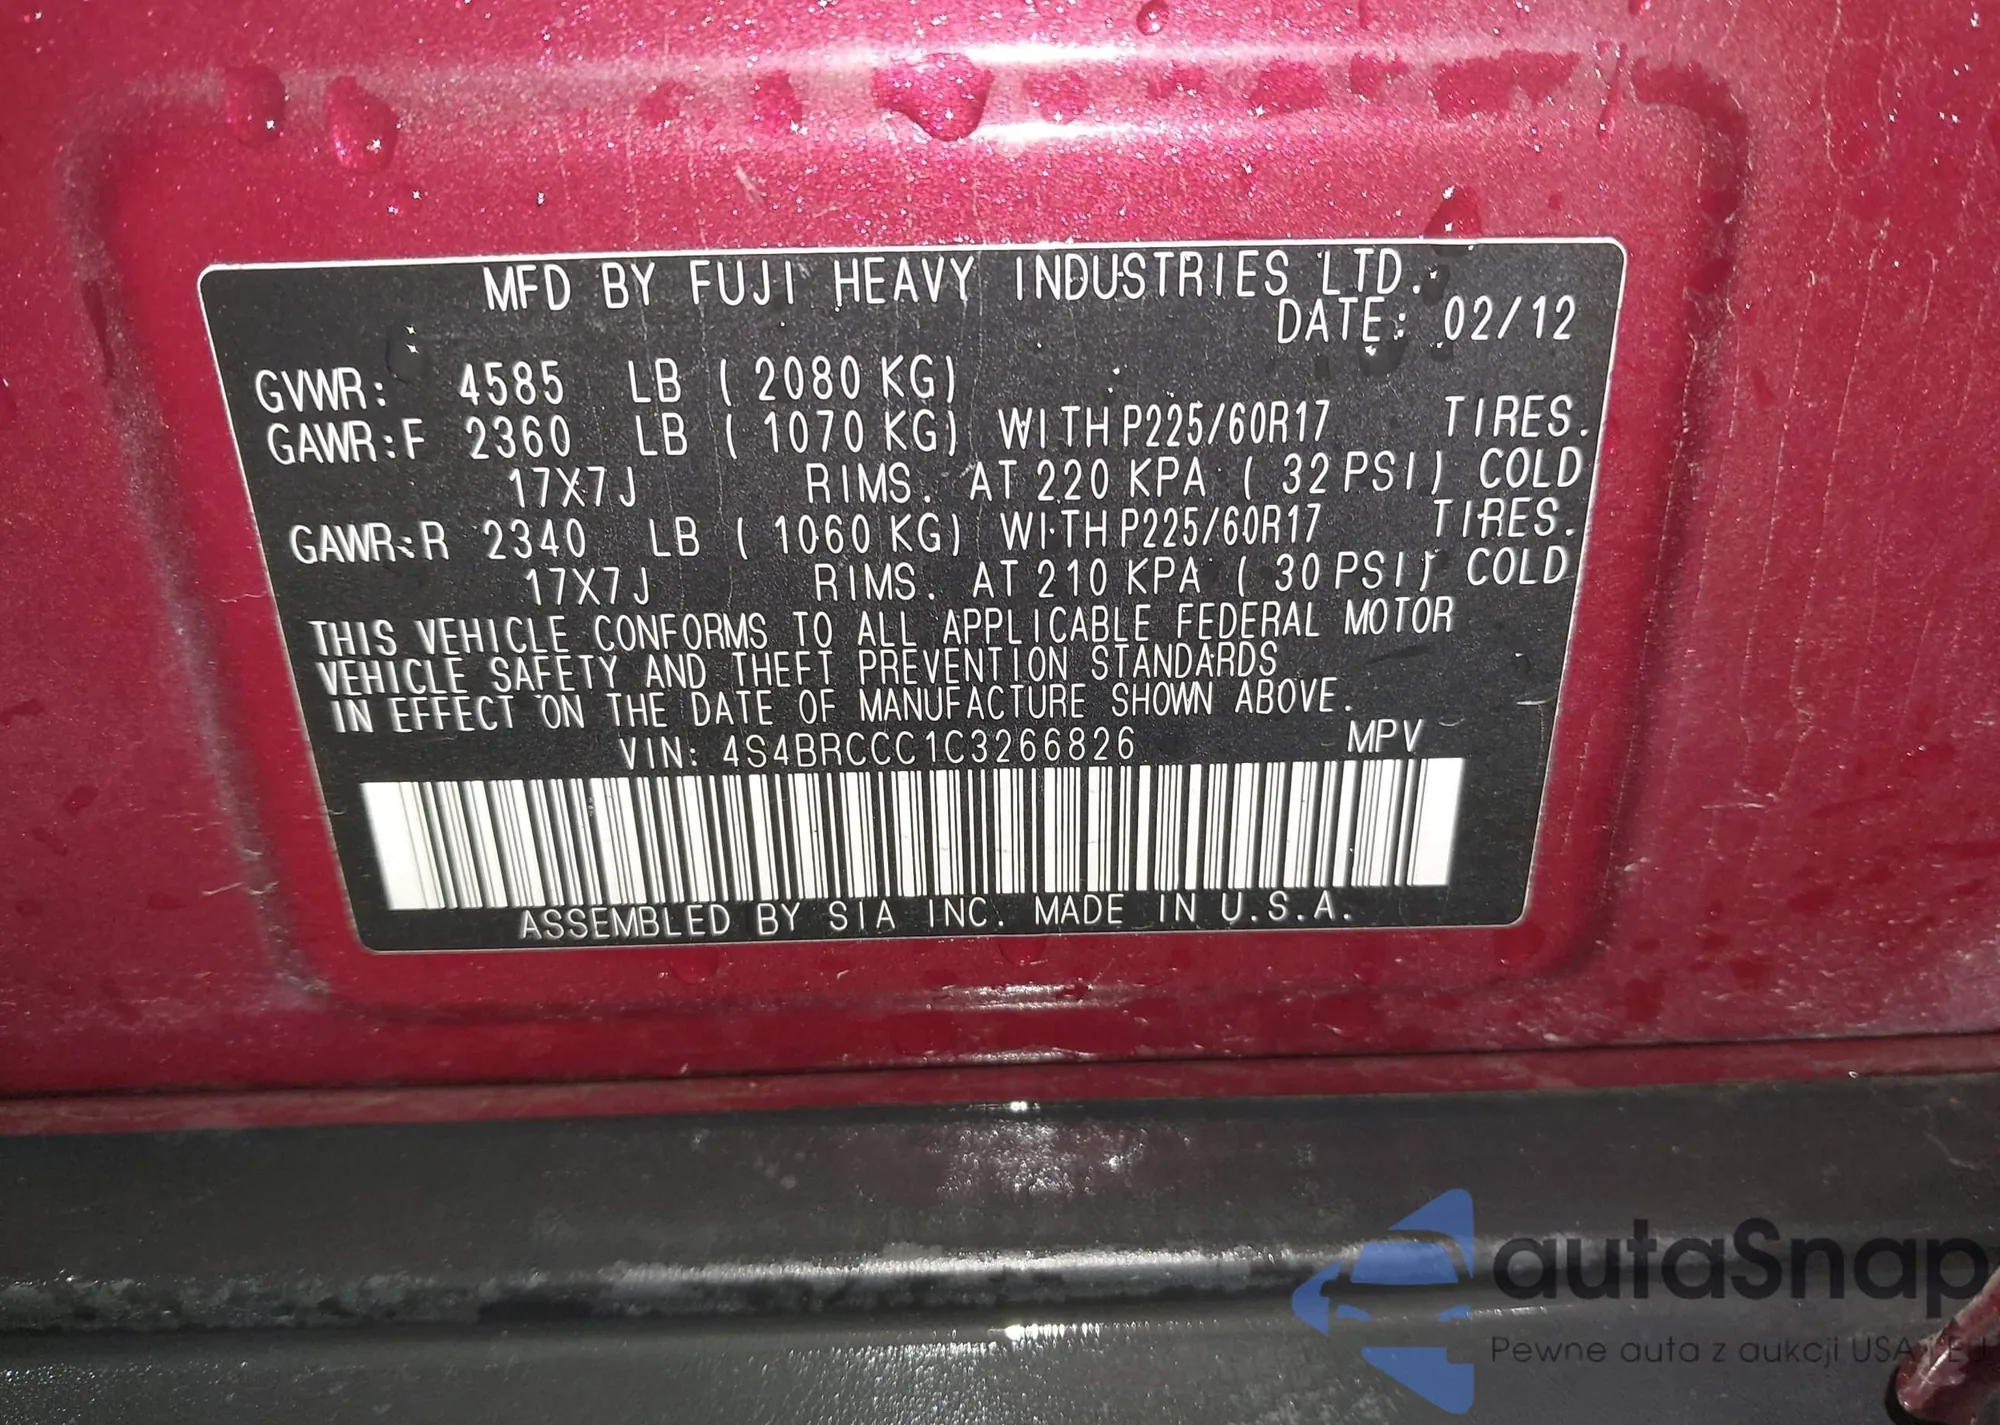 MFD BY FUJI HEAVY INDUSTRIES LTD.
DATE: 02/12
GVWR: 4585 LB ( 2080 KG)
GAWR:F 2360 LB ( 1070 KG) WITH P225/60R17 TIRES.
17X7J RIMS. AT 220 KPA ( 32 PSI) COLD
GAWR:R 2340 LB ( 1060 KG) WITH P225/60R17 TIRES.
17X7J RIMS. AT 210 KPA ( 30 PSI) COLD
THIS VEHICLE CONFORMS TO ALL APPLICABLE FEDERAL MOTOR
VEHICLE SAFETY AND THEFT PREVENTION STANDARDS
IN EFFECT ON THE DATE OF MANUFACTURE SHOWN ABOVE.
VIN: 4S4BRCCC1C3266826 MPV
ASSEMBLED BY SIA INC. MADE IN U.S.A.
autaSnap
Pewne auta z aukcji USA i EU